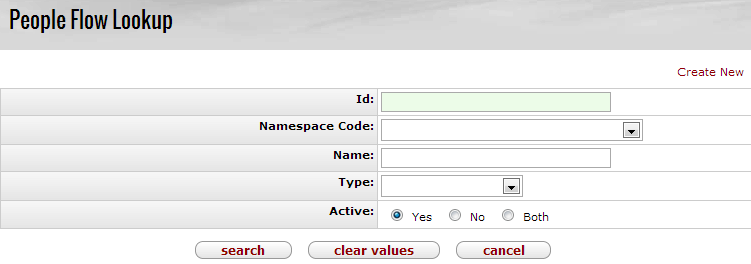 People Flow Lookup
Create New
Id:
Namespace Code:
Name:
Type:
Active: Yes No Both
search clear values cancel